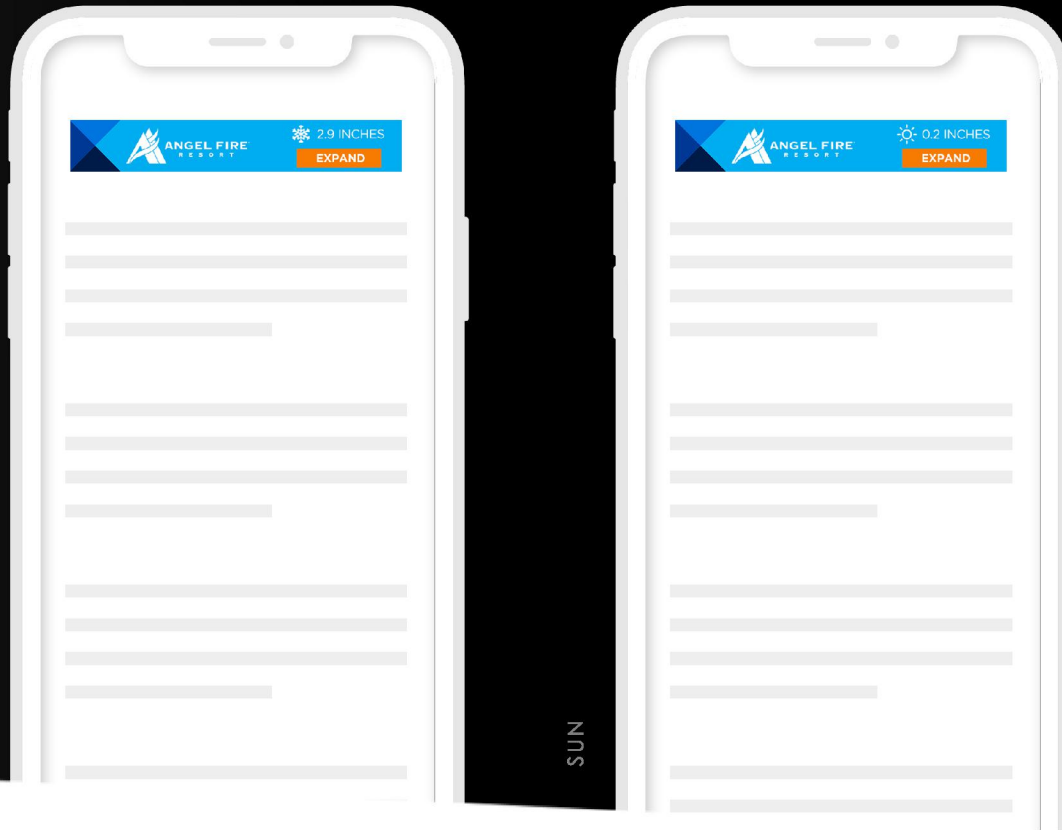 ANGEL FIRE
RESORT
2.9 INCHES
EXPAND
SUN
ANGEL FIRE
RESORT
0.2 INCHES
EXPAND